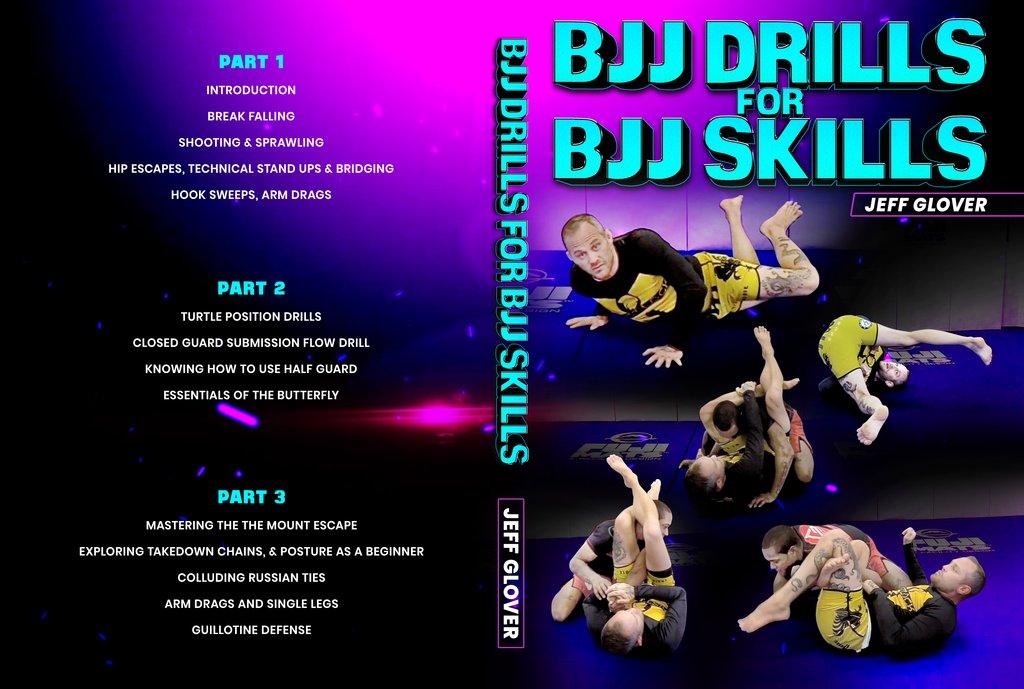 PART 1
INTRODUCTION
BREAK FALLING
SHOOTING & SPRAWLING
HIP ESCAPES, TECHNICAL STAND UPS & BRIDGING
HOOK SWEEPS, ARM DRAGS
PART 2
TURTLE POSITION DRILLS
CLOSED GUARD SUBMISSION FLOW DRILL
KNOWING HOW TO USE HALF GUARD
ESSENTIALS OF THE BUTTERFLY
PART 3
MASTERING THE THE MOUNT ESCAPE
EXPLORING TAKEDOWN CHAINS, & POSTURE AS A BEGINNER
COLLUDING RUSSIAN TIES
ARM DRAGS AND SINGLE LEGS
GUILLOTINE DEFENSE
BJJ DRILLS FOR BJJ SKILLS
JEFF GLOVER
BJJ DRILLS
FOR
BJJ SKILLS
JEFF GLOVER